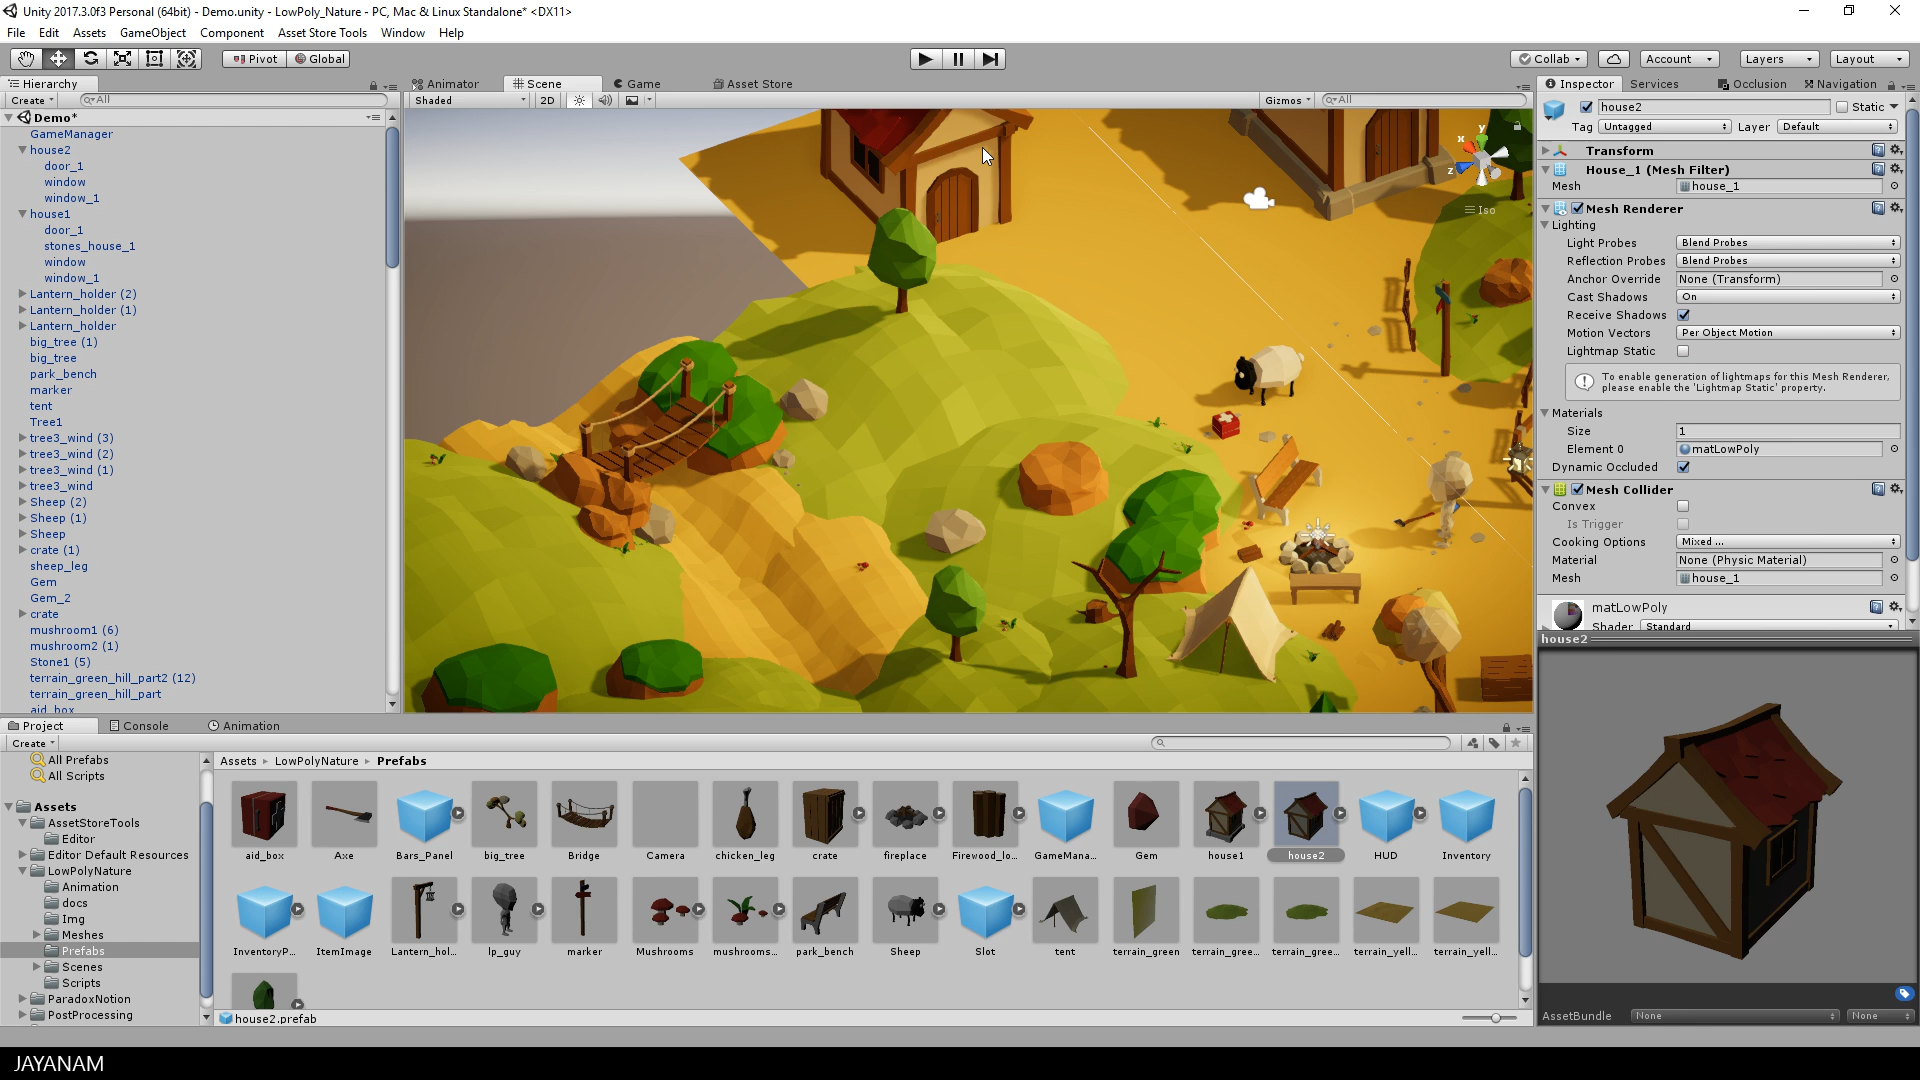 Unity 2017.3.0f3 Personal (64bit) - Demo.unity - LowPoly_Nature - PC, Mac & Linux Standalone* <DX11>
File Edit Assets GameObject Component Asset Store Tools Window Help
Pivot Global Collab Account Layers Layout
Hierarchy
Create All
Demo*
GameManager
house2
door_1
window
window_1
house1
door_1
stones_house_1
window
window_1
Lantern_holder (2)
Lantern_holder (1)
Lantern_holder
big_tree (1)
big_tree
park_bench
marker
tent
Tree1
tree3_wind (3)
tree3_wind (2)
tree3_wind (1)
tree3_wind
Sheep (2)
Sheep (1)
Sheep
crate (1)
sheep_leg
Gem
Gem_2
crate
mushroom1 (6)
mushroom2 (1)
Stone1 (5)
terrain_green_hill_part2 (12)
terrain_green_hill_part
aid_box
Animator Scene Game Asset Store
Shaded 2D Gizmos All
y
x
z
Iso
Inspector Services Occlusion Navigation
house2 Static
Tag Untagged Layer Default
Transform
House_1 (Mesh Filter)
Mesh house_1
Mesh Renderer
Lighting
Light Probes Blend Probes
Reflection Probes Blend Probes
Anchor Override None (Transform)
Cast Shadows On
Receive Shadows
Motion Vectors Per Object Motion
Lightmap Static
To enable generation of lightmaps for this Mesh Renderer,
please enable the 'Lightmap Static' property.
Materials
Size 1
Element 0 matLowPoly
Dynamic Occluded
Mesh Collider
Convex
Is Trigger
Cooking Options Mixed ...
Material None (Physic Material)
Mesh house_1
matLowPoly
Shader Standard
house2
AssetBundle None None
Project Console Animation
Create
All Prefabs
All Scripts
Assets
AssetStoreTools
Editor
Editor Default Resources
LowPolyNature
Animation
docs
Img
Meshes
Prefabs
Scenes
Scripts
ParadoxNotion
PostProcessing
Assets LowPolyNature Prefabs
aid_box Axe Bars_Panel big_tree Bridge Camera chicken_leg crate fireplace Firewood_lo... GameMana... Gem house1 house2 HUD Inventory
InventoryP... ItemImage Lantern_hol... lp_guy marker Mushrooms mushrooms... park_bench Sheep Slot tent terrain_green terrain_gree... terrain_gree... terrain_yell... terrain_yell...
house2.prefab
JAYANAM